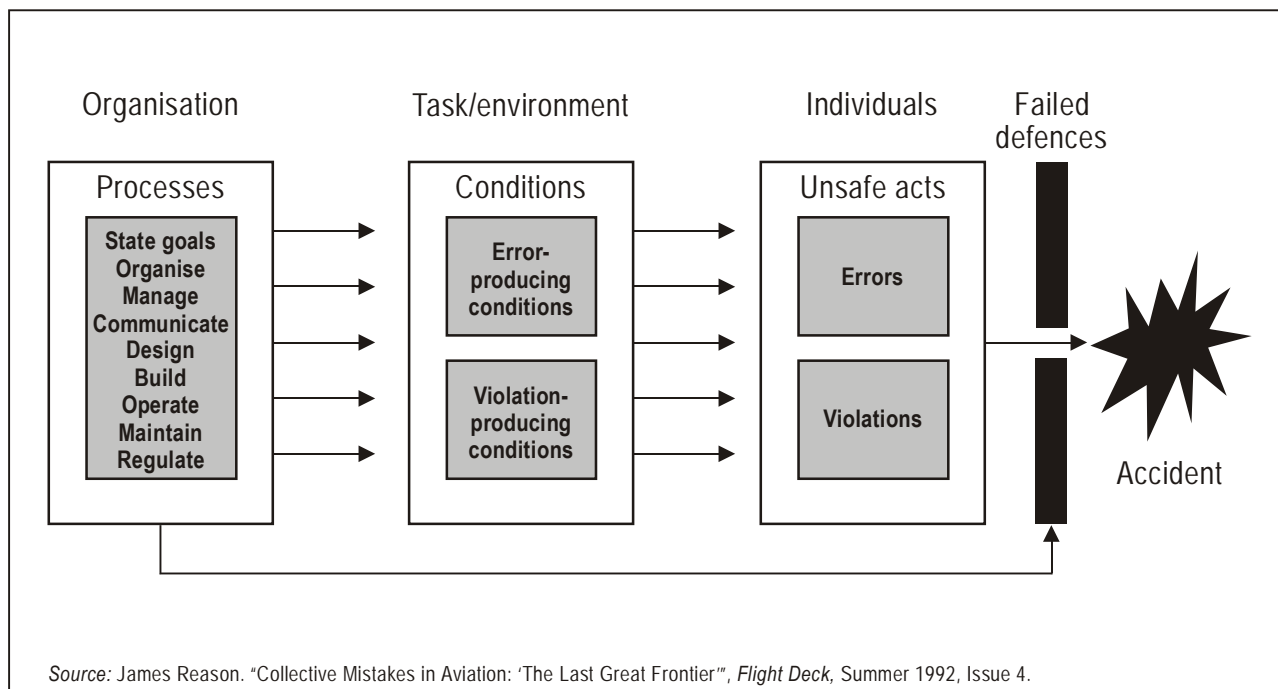 Organisation
Processes
State goals
Organise
Manage
Communicate
Design
Build
Operate
Maintain
Regulate
Task/environment
Conditions
Error-
producing
conditions
Violation-
producing
conditions
Individuals
Unsafe acts
Errors
Violations
Failed
defences
Accident
Source: James Reason. “Collective Mistakes in Aviation: ‘The Last Great Frontier’”, Flight Deck, Summer 1992, Issue 4.